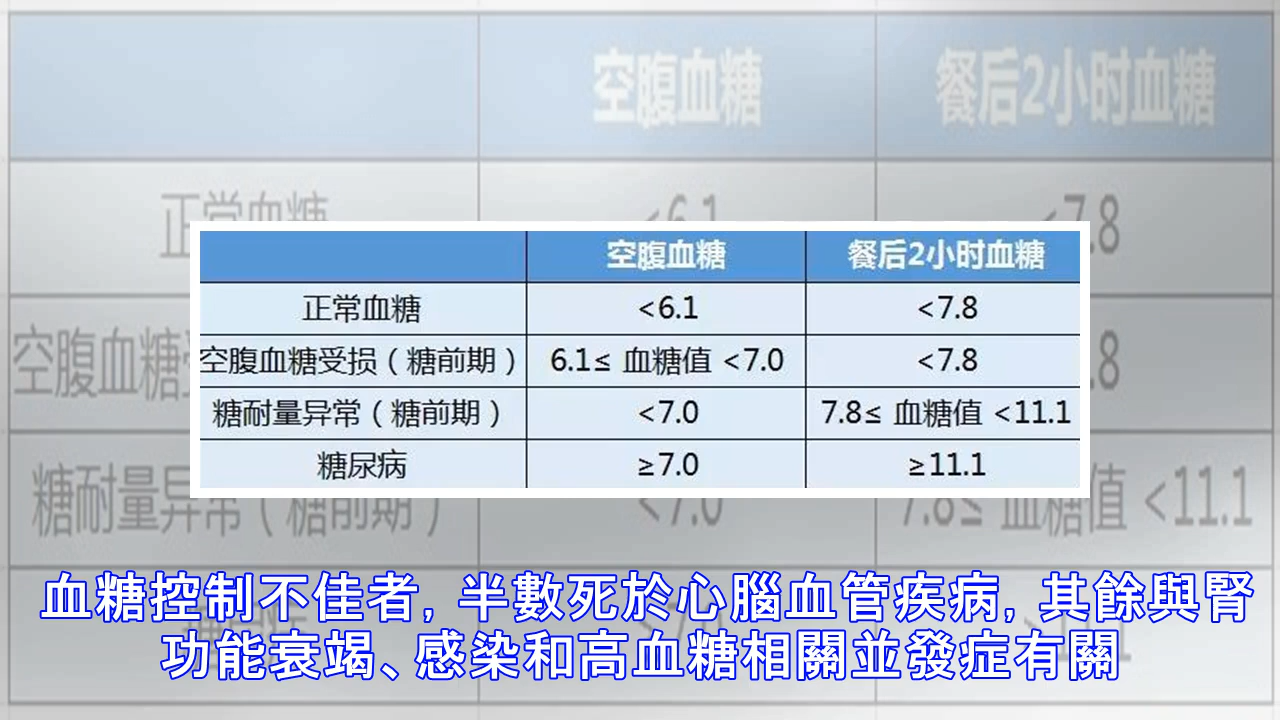 空腹血糖 餐后2小时血糖
正常血糖 <6.1 <7.8
空腹血糖受损（糖前期） 6.1≤ 血糖值 <7.0 <7.8
糖耐量异常（糖前期） <7.0 7.8≤ 血糖值 <11.1
糖尿病 ≥7.0 ≥11.1
血糖控制不佳者, 半數死於心腦血管疾病, 其餘與腎
功能衰竭、感染和高血糖相關並發症有關